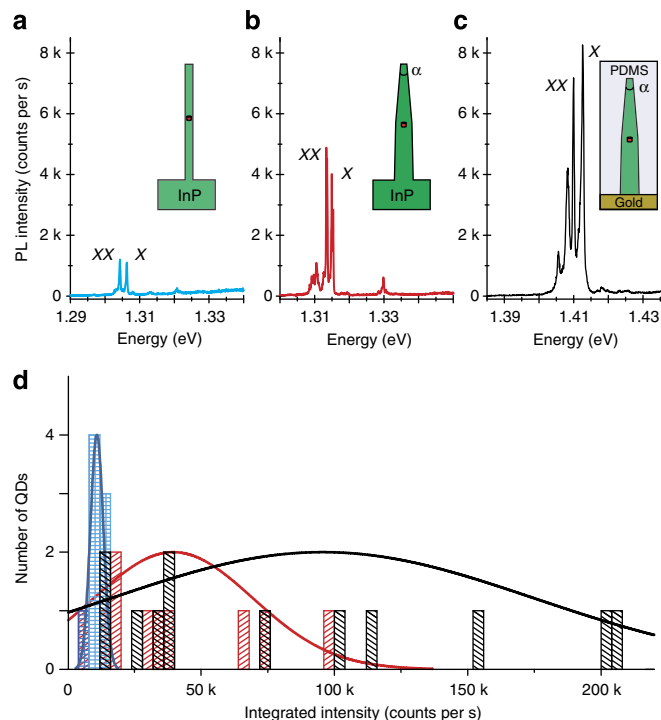 a
b
c
8 k
6 k
4 k
2 k
0
PL intensity (counts per s)
XX X
InP
1.29 1.31 1.33
Energy (eV)
8 k
6 k
4 k
2 k
0
α
XX
X
InP
1.31 1.33
Energy (eV)
8 k
6 k
4 k
2 k
0
X
XX
PDMS
α
Gold
1.39 1.41 1.43
Energy (eV)
d
Number of QDs
4
2
0
0 50 k 100 k 150 k 200 k
Integrated intensity (counts per s)